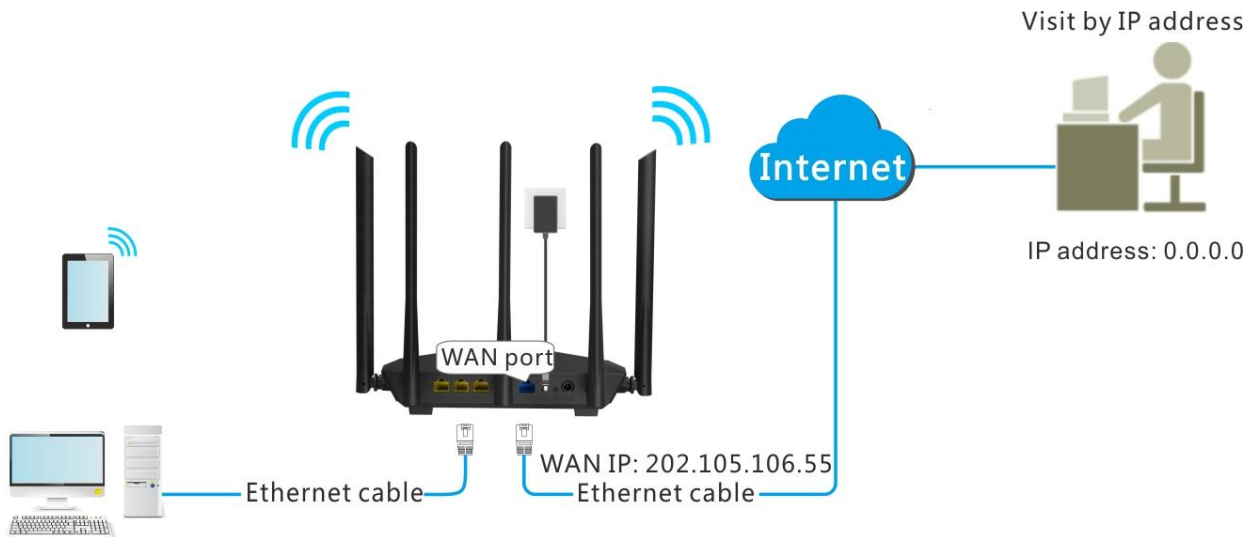 Visit by IP address
Internet
IP address: 0.0.0.0
WAN port
WAN IP: 202.105.106.55
Ethernet cable
Ethernet cable